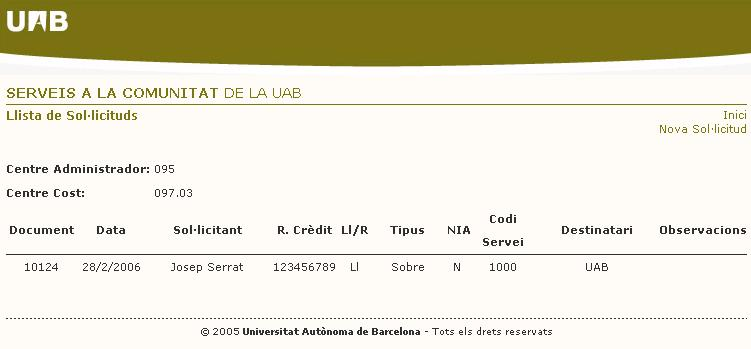 UAB
SERVEIS A LA COMUNITAT DE LA UAB
Llista de Sol·licituds
Inici
Nova Sol·licitud
Centre Administrador: 095
Centre Cost: 097.03
Document Data Sol·licitant R. Crèdit Ll/R Tipus NIA Codi Servei Destinatari Observacions
10124 28/2/2006 Josep Serrat 123456789 Ll Sobre N 1000 UAB
© 2005 Universitat Autònoma de Barcelona - Tots els drets reservats